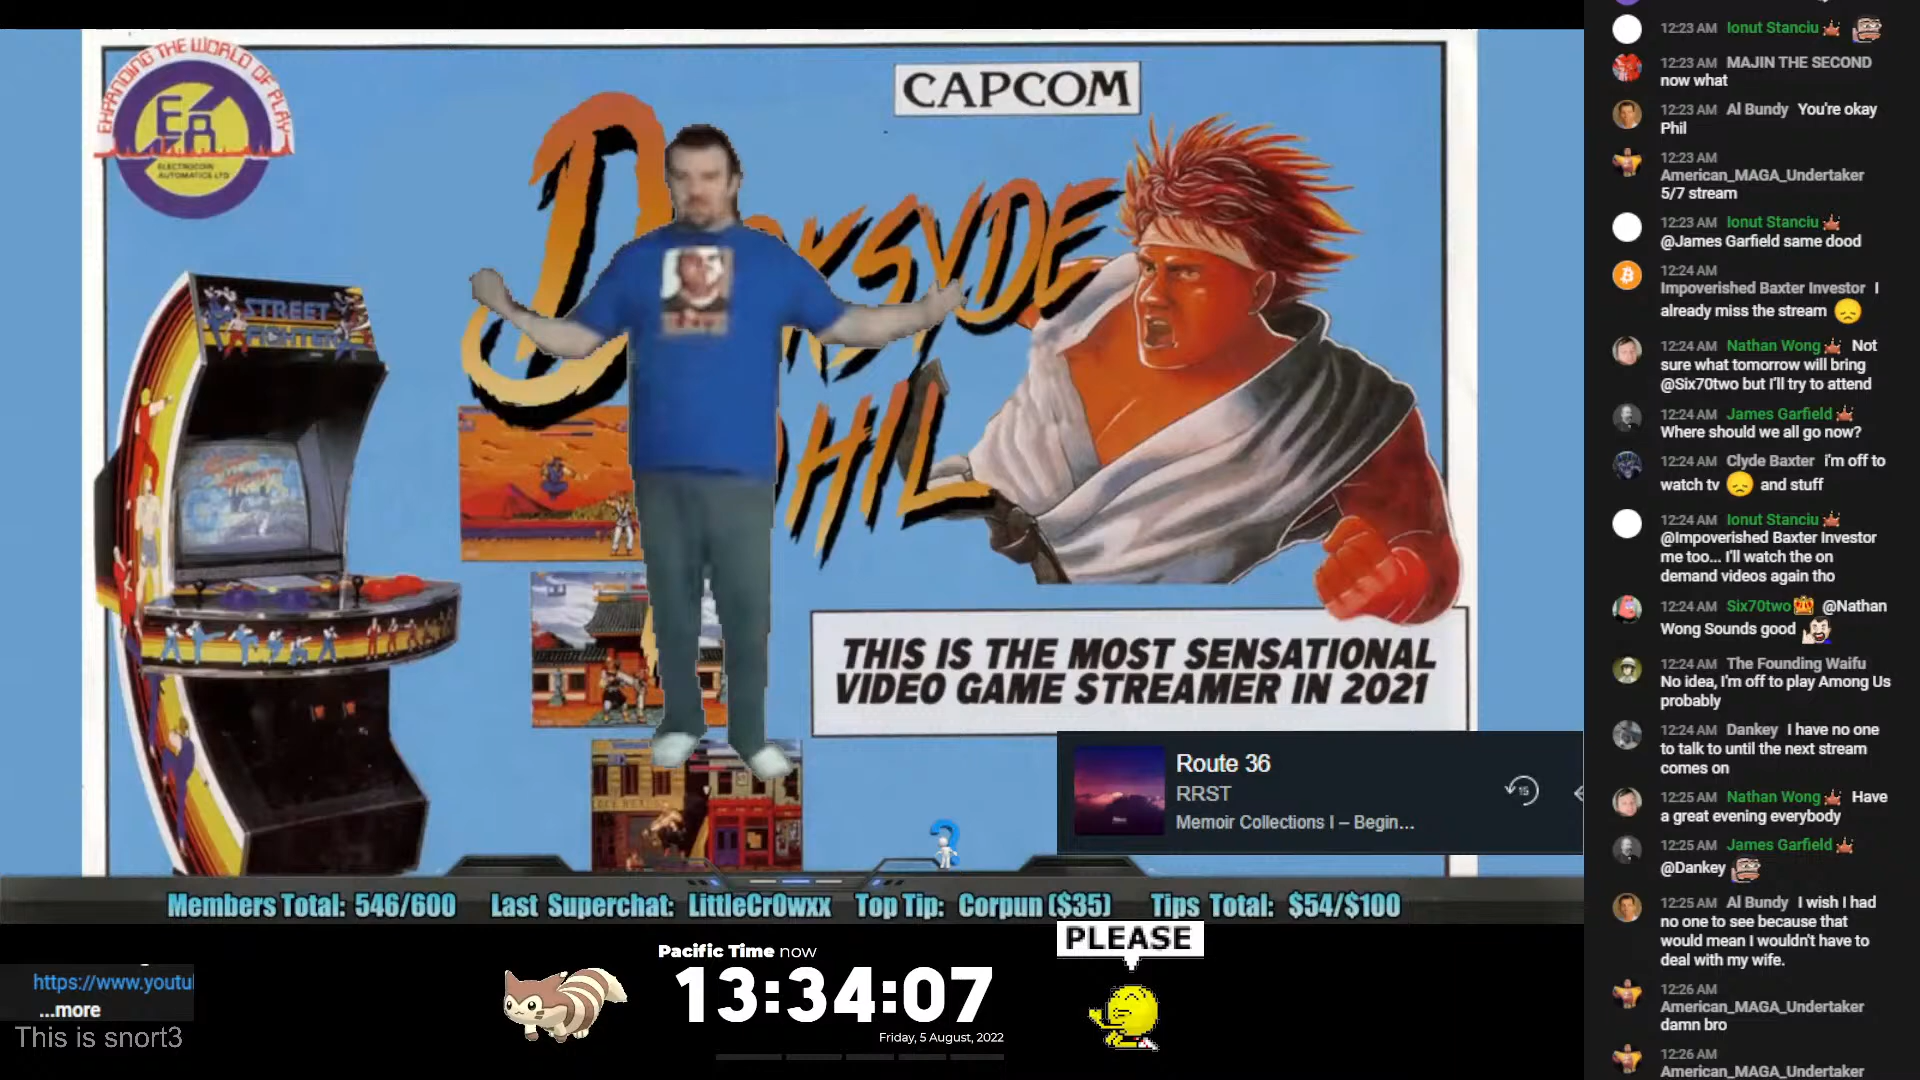 EXPANDING THE WORLD OF PLAY
ELECTROCOIN
AUTOMATICS LTD
CAPCOM
STREET
FIGHTER
THIS IS THE MOST SENSATIONAL
VIDEO GAME STREAMER IN 2021
Route 36
RRST
Memoir Collections I – Begin...
15
Members Total: 546/600 Last Superchat: LittleCr0wxx Top Tip: Corpun ($35) Tips Total: $54/$100
PLEASE
Pacific Time now
13:34:07
Friday, 5 August, 2022
https://www.youtu
...more
This is snort3
12:23 AM Ionut Stanciu
12:23 AM MAJIN THE SECOND
now what
12:23 AM Al Bundy You're okay
Phil
12:23 AM
American_MAGA_Undertaker
5/7 stream
12:23 AM Ionut Stanciu
@James Garfield same dood
12:24 AM
Impoverished Baxter Investor I
already miss the stream 😞
12:24 AM Nathan Wong Not
sure what tomorrow will bring
@Six70two but I'll try to attend
12:24 AM James Garfield
Where should we all go now?
12:24 AM Clyde Baxter i'm off to
watch tv 😞 and stuff
12:24 AM Ionut Stanciu
@Impoverished Baxter Investor
me too... I'll watch the on
demand videos again tho
12:24 AM Six70two @Nathan
Wong Sounds good
12:24 AM The Founding Waifu
No idea, I'm off to play Among Us
probably
12:24 AM Dankey I have no one
to talk to until the next stream
comes on
12:25 AM Nathan Wong Have
a great evening everybody
12:25 AM James Garfield
@Dankey
12:25 AM Al Bundy I wish I had
no one to see because that
would mean I wouldn't have to
deal with my wife.
12:26 AM
American_MAGA_Undertaker
damn bro
12:26 AM
American_MAGA_Undertaker